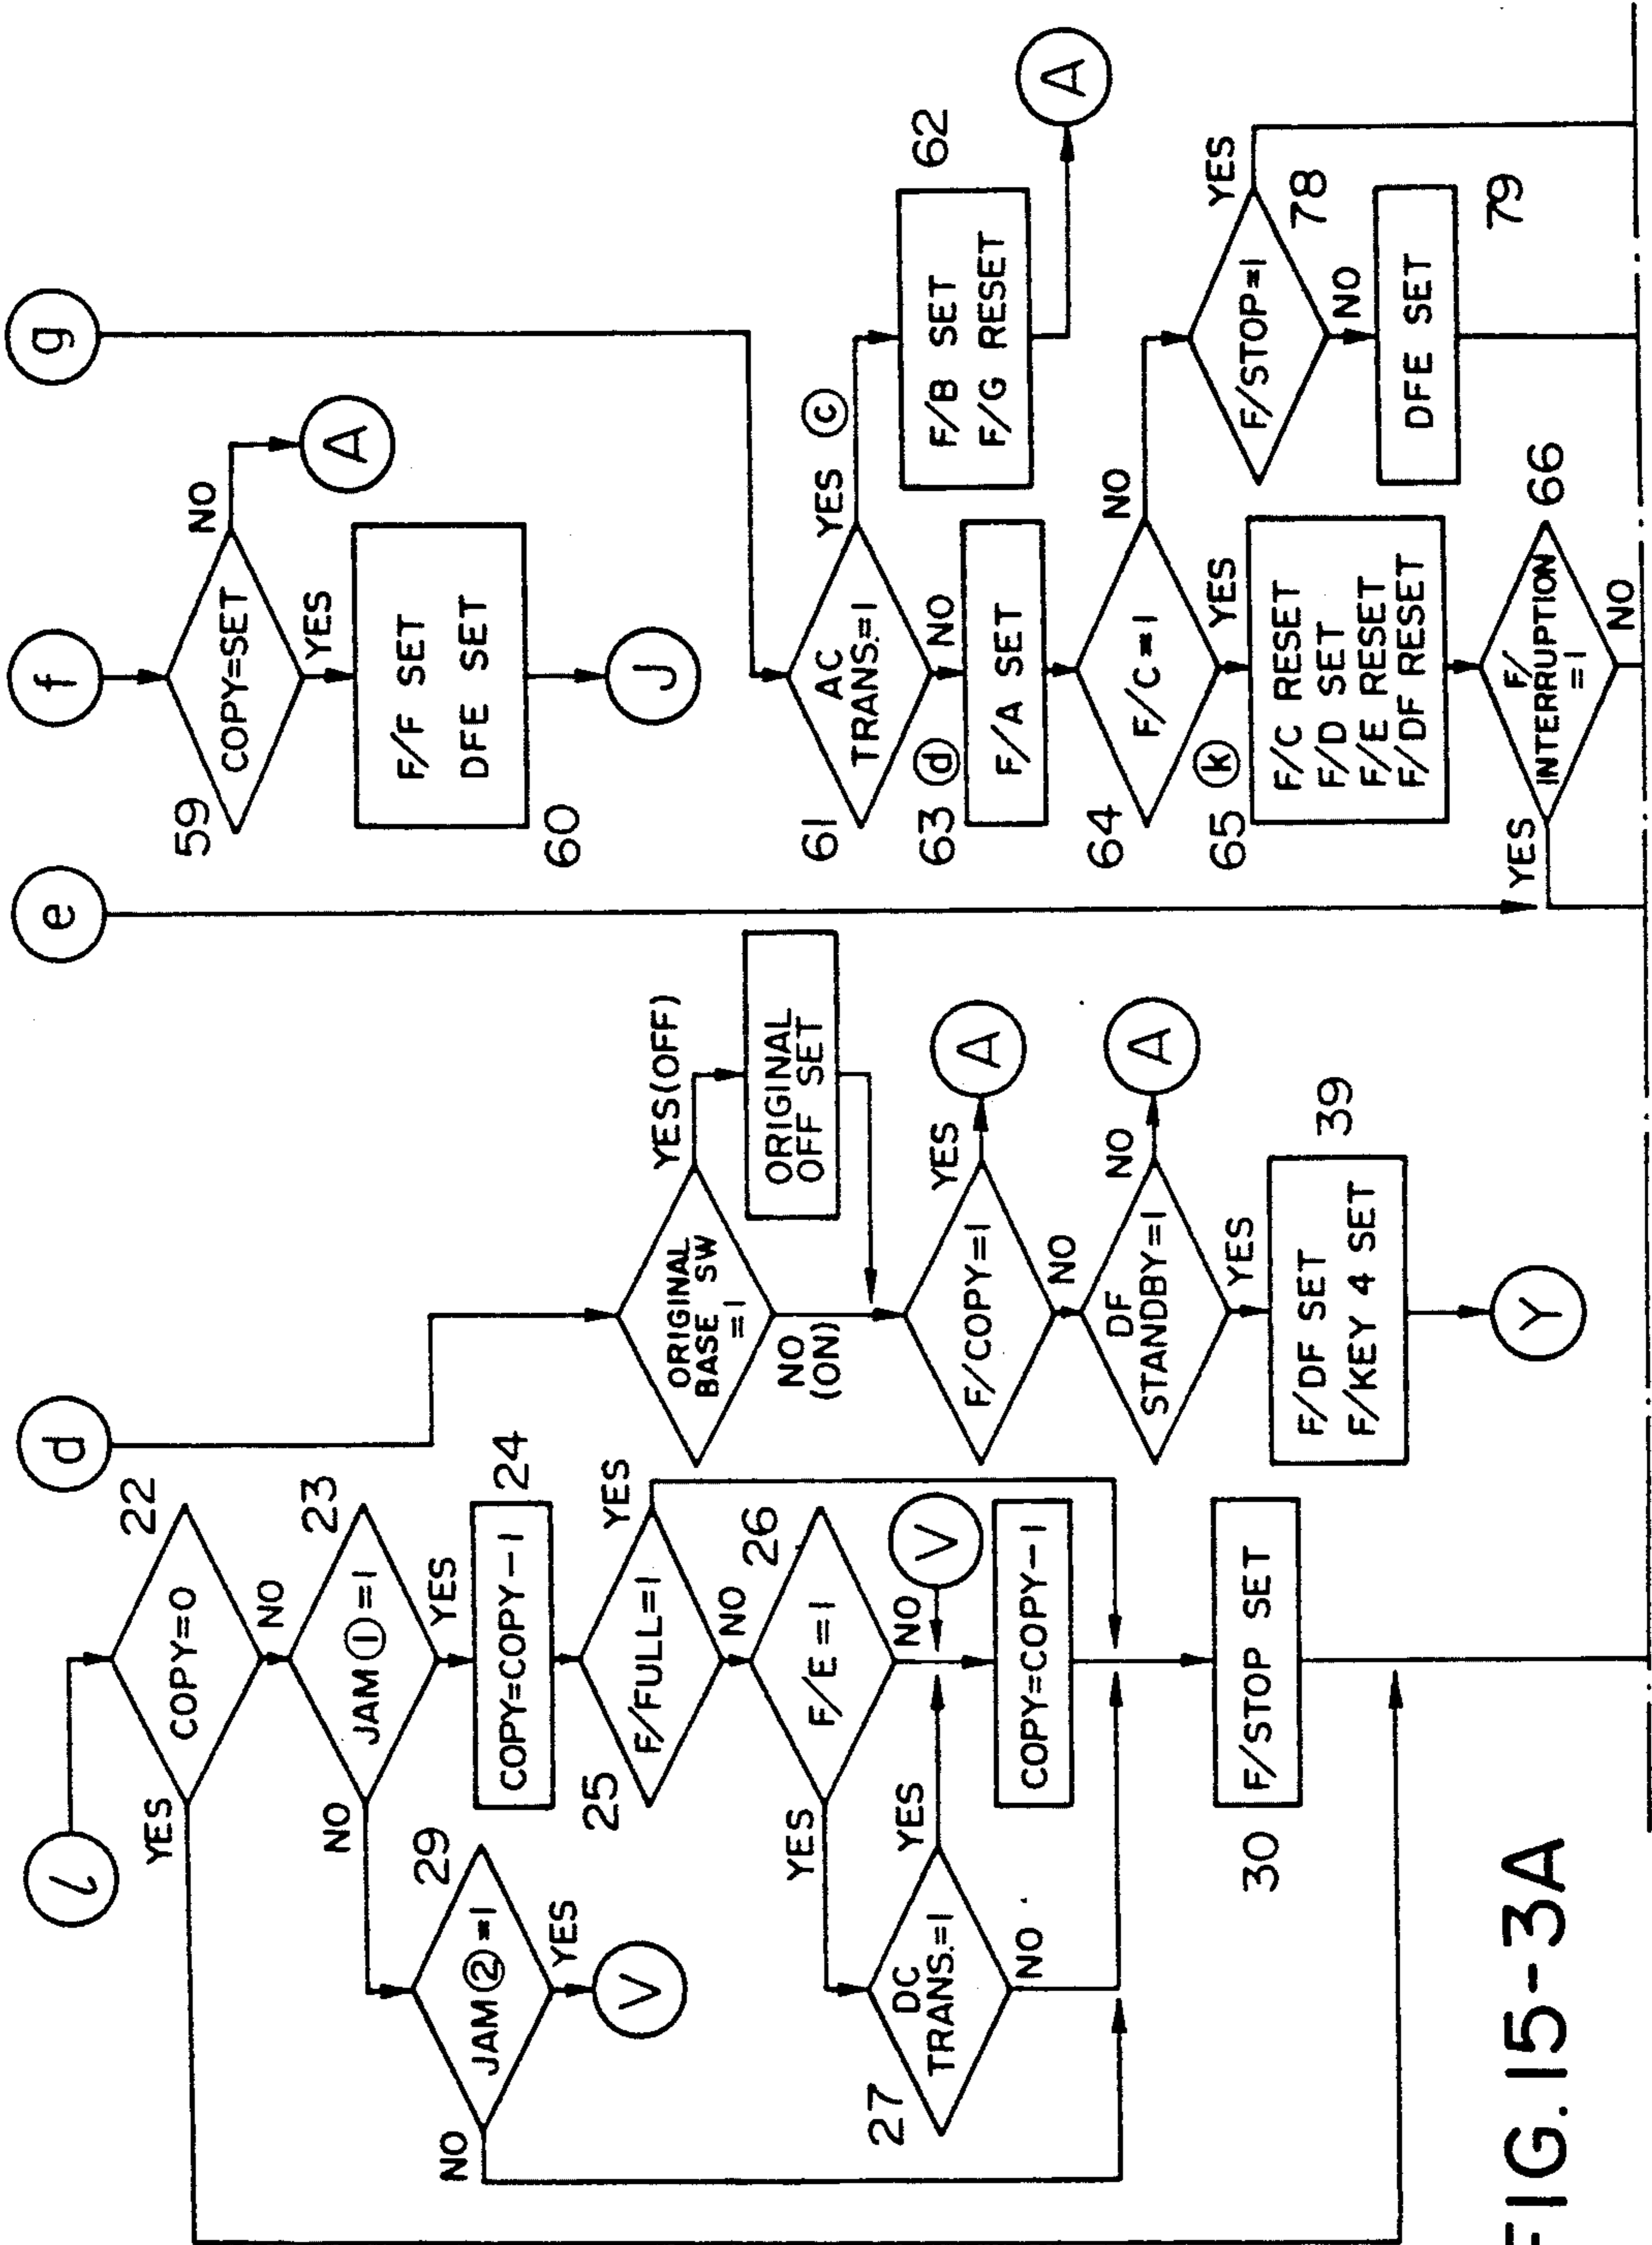 l
22
COPY=0
YES
NO
23
JAM①=1
NO
YES
29
JAM②=1
NO
YES
V
24
COPY=COPY-1
25
F/FULL=1
YES
NO
26
F/E=1
YES
NO
V
27
DC
TRANS.=1
YES
NO
COPY=COPY-1
30
F/STOP SET
d
ORIGINAL
BASE SW
=1
YES(OFF)
NO
(ON)
ORIGINAL
OFF SET
F/COPY=1
YES
A
NO
DF
STANDBY=1
NO
A
YES
F/DF SET
F/KEY 4 SET
39
Y
e
f
59
COPY=SET
NO
A
YES
F/F SET
DFE SET
60
J
g
61
AC
TRANS.=1
YES
c
62
F/B SET
F/G RESET
A
NO
63
d
F/A SET
64
F/C=1
NO
YES
65
k
F/C RESET
F/D SET
F/E RESET
F/DF RESET
66
F/
INTERRUPTION
=1
YES
NO
F/STOP=1
YES
78
NO
DFE SET
79
FIG.15-3A